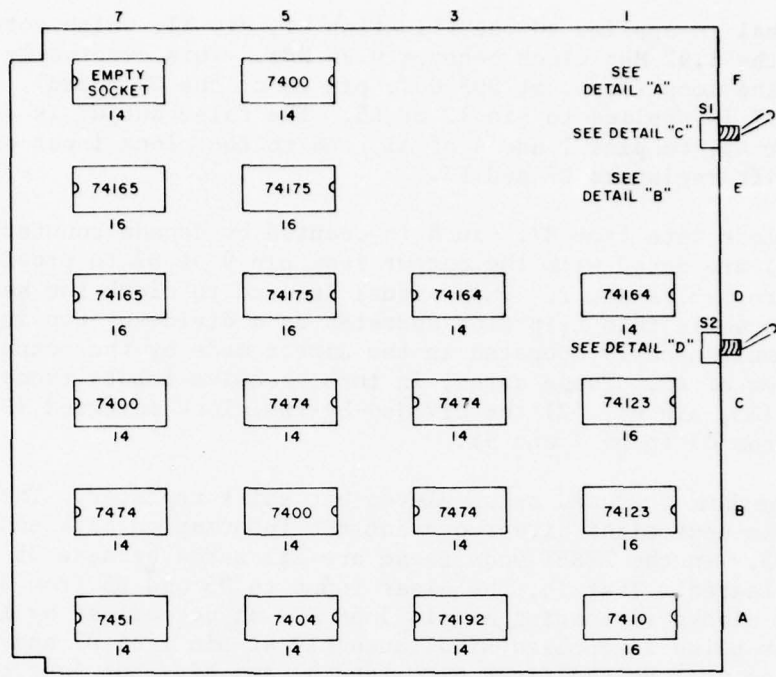 7 5 3 1
EMPTY SOCKET 7400 SEE DETAIL "A" F
14 14 S1
SEE DETAIL "C"
74165 74175 SEE DETAIL "B" E
16 16
74165 74175 74164 74164 D
16 16 14 14 S2
SEE DETAIL "D"
7400 7474 7474 74123 C
14 14 14 16
7474 7400 7474 74123 B
14 14 14 16
7451 7404 74192 7410 A
14 14 14 16